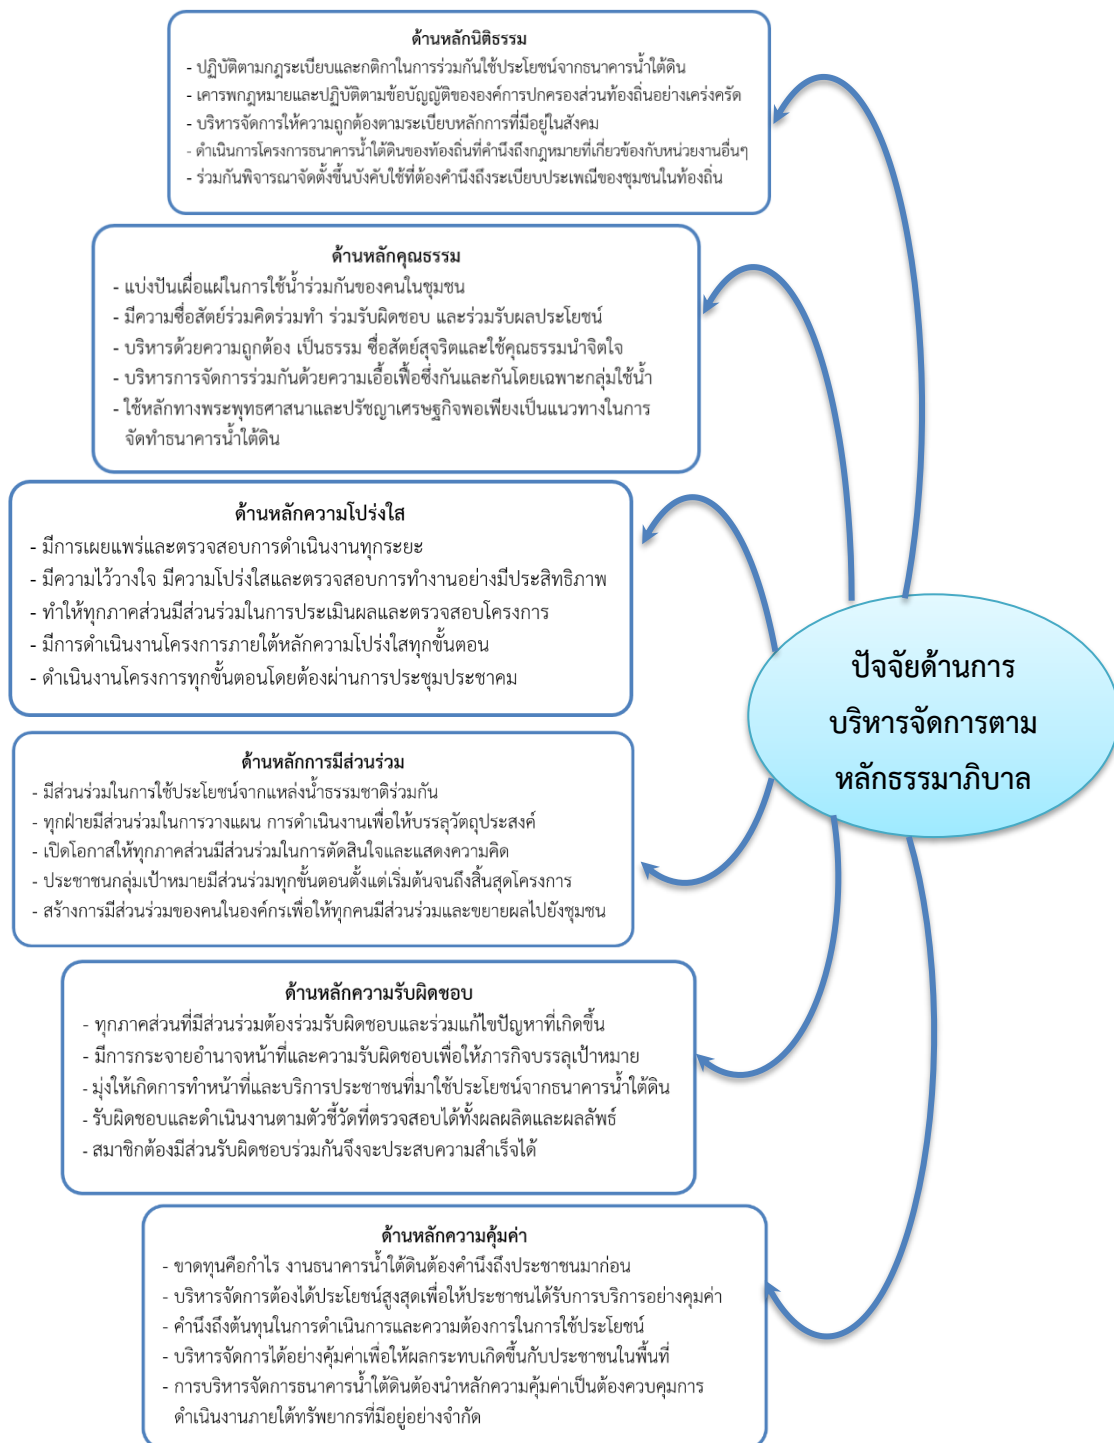 ด้านหลักนิติธรรม
- ปฏิบัติตามกฎระเบียบและกติกาในการร่วมกันใช้ประโยชน์จากธนาคารน้ำใต้ดิน
- เคารพกฎหมายและปฏิบัติตามข้อบัญญัติขององค์การปกครองส่วนท้องถิ่นอย่างเคร่งครัด
- บริหารจัดการให้ความถูกต้องตามระเบียบหลักการที่มีอยู่ในสังคม
- ดำเนินการโครงการธนาคารน้ำใต้ดินของท้องถิ่นที่คำนึงถึงกฎหมายที่เกี่ยวข้องกับหน่วยงานอื่นๆ
- ร่วมกันพิจารณาจัดตั้งขึ้นบังคับใช้ที่ต้องคำนึงถึงระเบียบประเพณีของชุมชนในท้องถิ่น
ด้านหลักคุณธรรม
- แบ่งปันเผื่อแผ่ในการใช้น้ำร่วมกันของคนในชุมชน
- มีความซื่อสัตย์ร่วมคิดร่วมทำ ร่วมรับผิดชอบ และร่วมรับผลประโยชน์
- บริหารด้วยความถูกต้อง เป็นธรรม ซื่อสัตย์สุจริตและใช้คุณธรรมนำจิตใจ
- บริหารการจัดการร่วมกันด้วยความเอื้อเฟื้อซึ่งกันและกันโดยเฉพาะกลุ่มใช้น้ำ
- ใช้หลักทางพระพุทธศาสนาและปรัชญาเศรษฐกิจพอเพียงเป็นแนวทางในการ
จัดทำธนาคารน้ำใต้ดิน
ด้านหลักความโปร่งใส
- มีการเผยแพร่และตรวจสอบการดำเนินงานทุกระยะ
- มีความไว้วางใจ มีความโปร่งใสและตรวจสอบการทำงานอย่างมีประสิทธิภาพ
- ทำให้ทุกภาคส่วนมีส่วนร่วมในการประเมินผลและตรวจสอบโครงการ
- มีการดำเนินงานโครงการภายใต้หลักความโปร่งใสทุกขั้นตอน
- ดำเนินงานโครงการทุกขั้นตอนโดยต้องผ่านการประชุมประชาคม
ปัจจัยด้านการ
บริหารจัดการตาม
หลักธรรมาภิบาล
ด้านหลักการมีส่วนร่วม
- มีส่วนร่วมในการใช้ประโยชน์จากแหล่งน้ำธรรมชาติร่วมกัน
- ทุกฝ่ายมีส่วนร่วมในการวางแผน การดำเนินงานเพื่อให้บรรลุวัตถุประสงค์
- เปิดโอกาสให้ทุกภาคส่วนมีส่วนร่วมในการตัดสินใจและแสดงความคิด
- ประชาชนกลุ่มเป้าหมายมีส่วนร่วมทุกขั้นตอนตั้งแต่เริ่มต้นจนถึงสิ้นสุดโครงการ
- สร้างการมีส่วนร่วมของคนในองค์กรเพื่อให้ทุกคนมีส่วนร่วมและขยายผลไปยังชุมชน
ด้านหลักความรับผิดชอบ
- ทุกภาคส่วนที่มีส่วนร่วมต้องร่วมรับผิดชอบและร่วมแก้ไขปัญหาที่เกิดขึ้น
- มีการกระจายอำนาจหน้าที่และความรับผิดชอบเพื่อให้ภารกิจบรรลุเป้าหมาย
- มุ่งให้เกิดการทำหน้าที่และบริการประชาชนที่มาใช้ประโยชน์จากธนาคารน้ำใต้ดิน
- รับผิดชอบและดำเนินงานตามตัวชี้วัดที่ตรวจสอบได้ทั้งผลผลิตและผลลัพธ์
- สมาชิกต้องมีส่วนรับผิดชอบร่วมกันจึงจะประสบความสำเร็จได้
ด้านหลักความคุ้มค่า
- ขาดทุนคือกำไร งานธนาคารน้ำใต้ดินต้องคำนึงถึงประชาชนมาก่อน
- บริหารจัดการต้องได้ประโยชน์สูงสุดเพื่อให้ประชาชนได้รับการบริการอย่างคุ้มค่า
- คำนึงถึงต้นทุนในการดำเนินการและความต้องการในการใช้ประโยชน์
- บริหารจัดการได้อย่างคุ้มค่าเพื่อให้ผลกระทบเกิดขึ้นกับประชาชนในพื้นที่
- การบริหารจัดการธนาคารน้ำใต้ดินต้องนำหลักความคุ้มค่าเป็นต้องควบคุมการ
ดำเนินงานภายใต้ทรัพยากรที่มีอยู่อย่างจำกัด